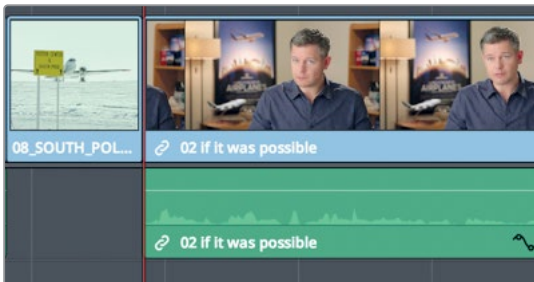 08_SOUTH_POL...
02 if it was possible
AIRPLANES
02 if it was possible